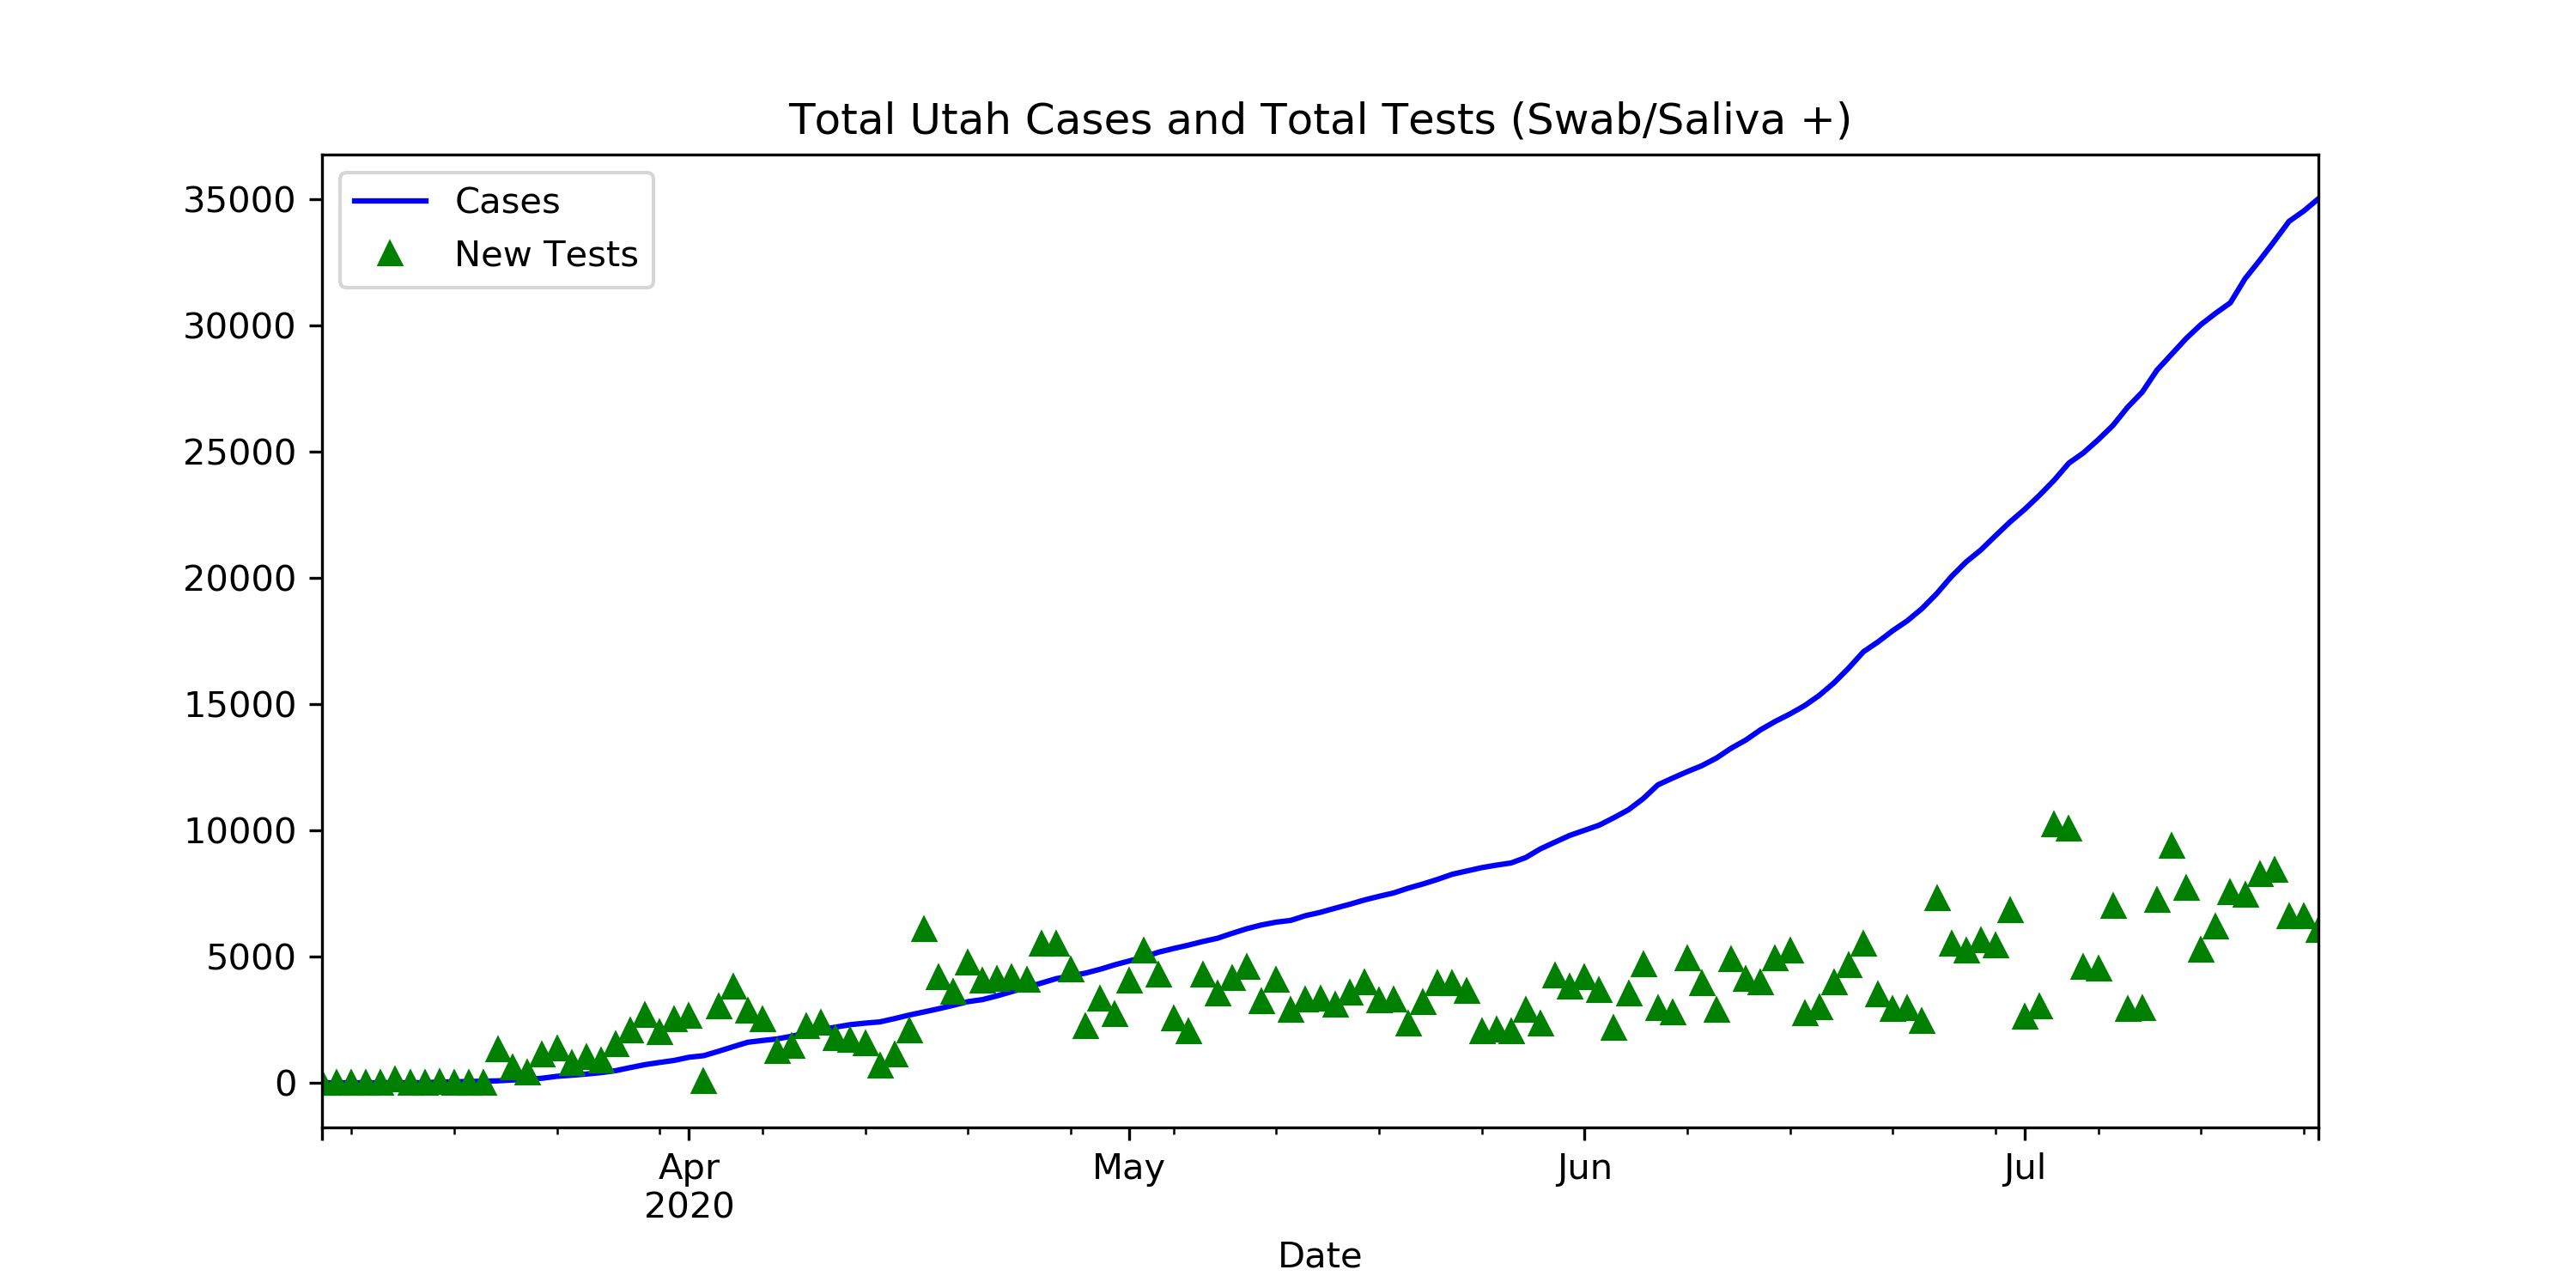 Total Utah Cases and Total Tests (Swab/Saliva +)
Cases
New Tests
35000
30000
25000
20000
15000
10000
5000
0
Apr
2020
May
Jun
Jul
Date